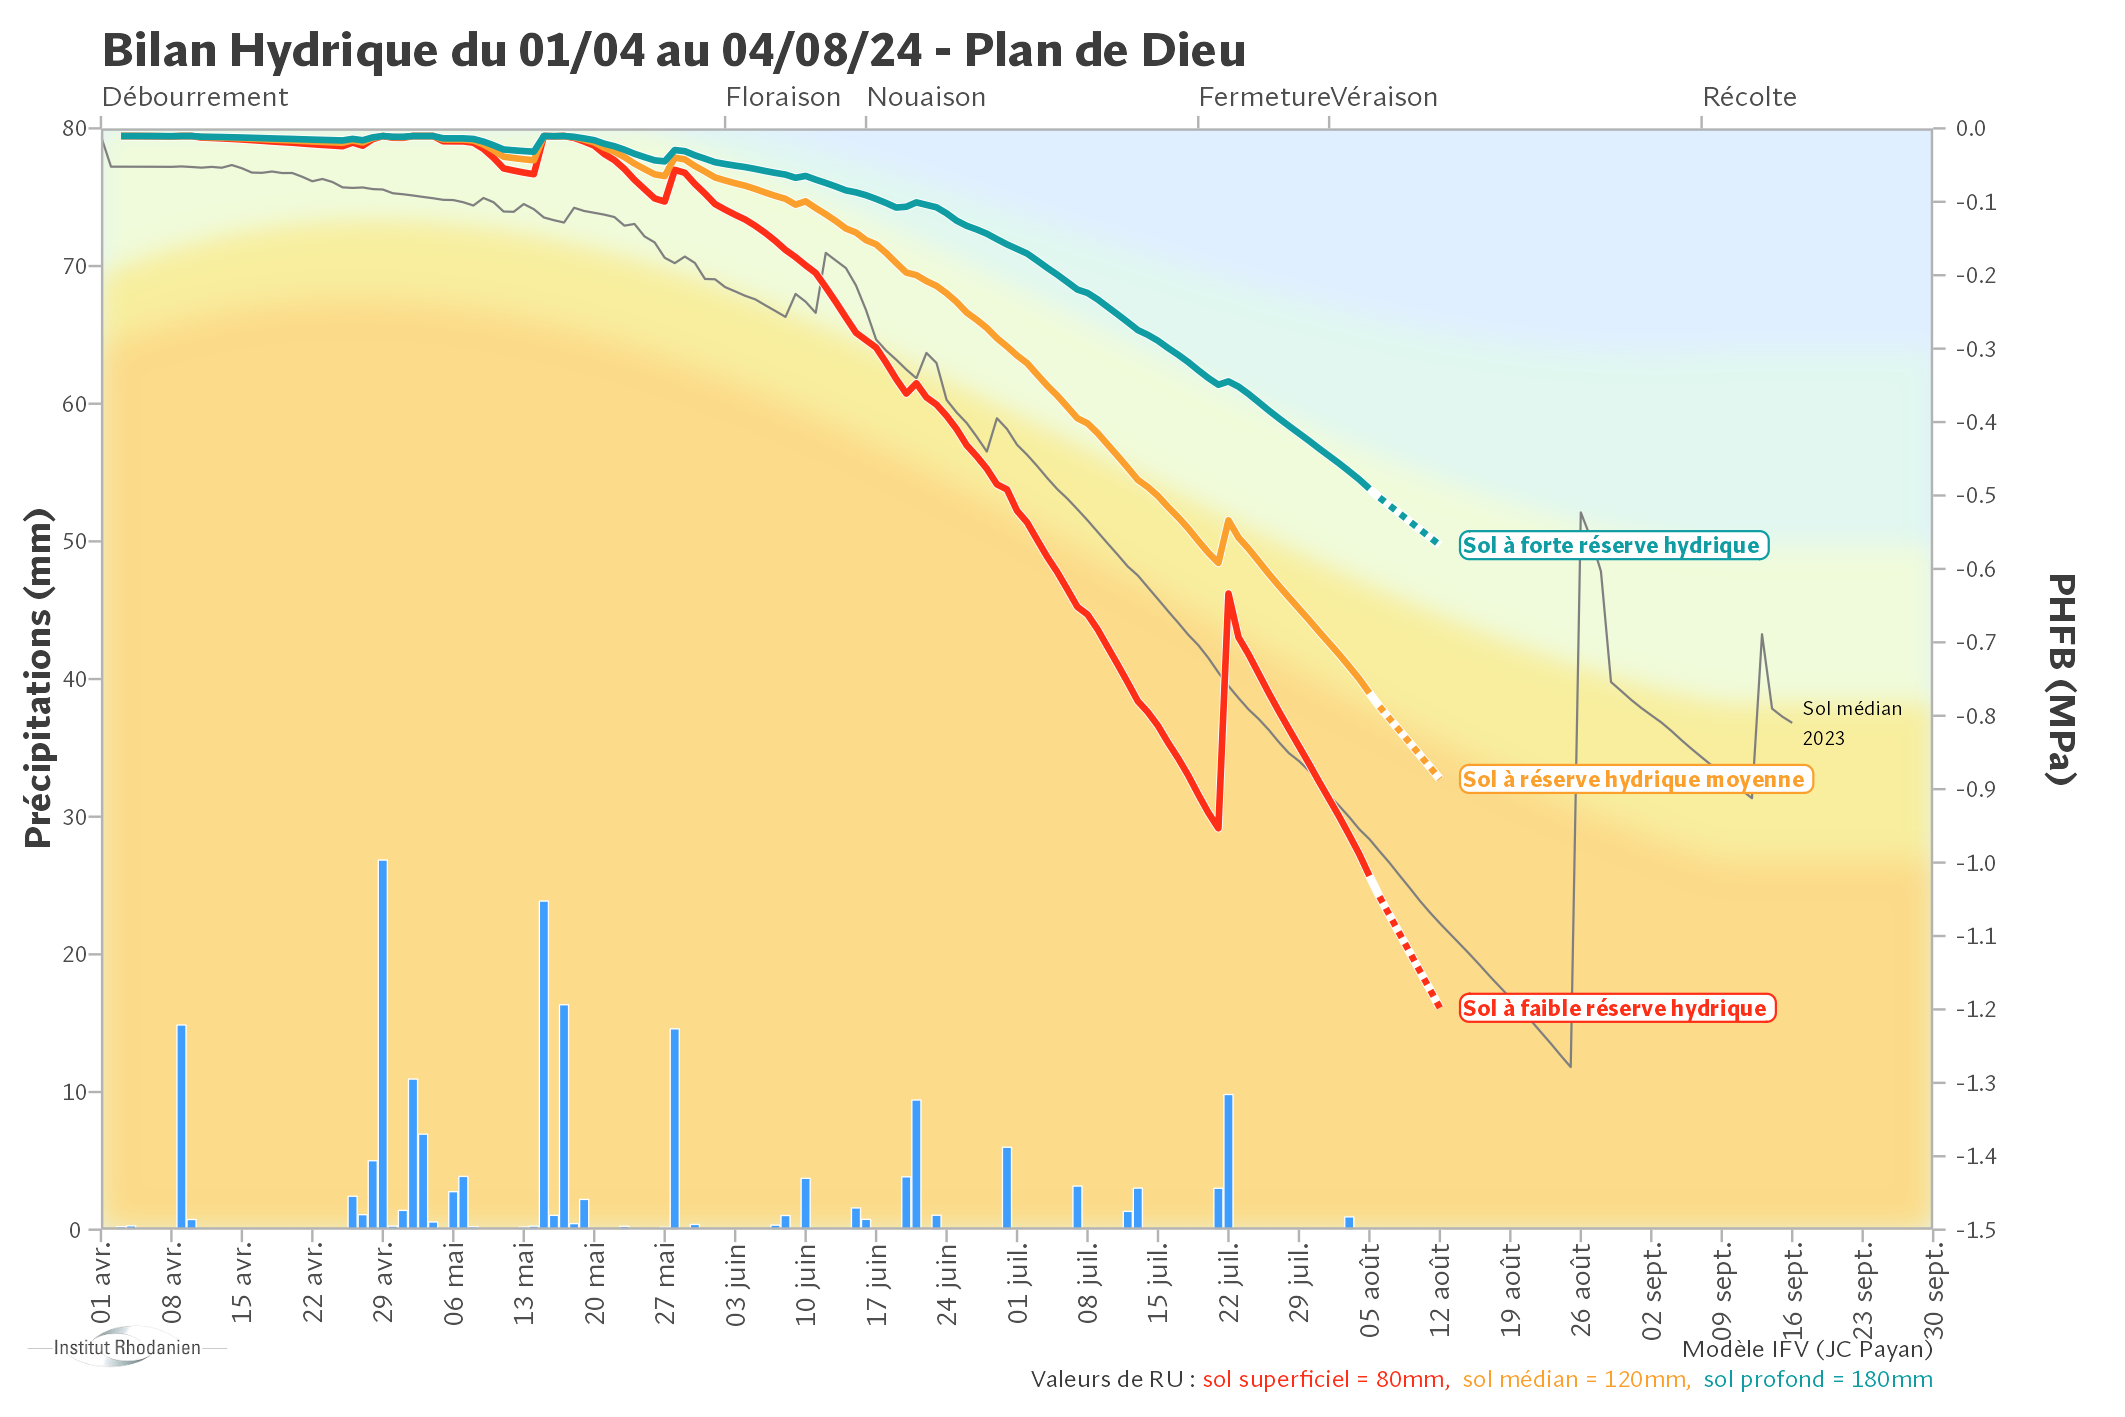 Bilan Hydrique du 01/04 au 04/08/24 - Plan de Dieu
Débourrement Floraison Nouaison Fermeture Véraison Récolte
80
70
60
50
40
30
20
10
0
Précipitations (mm)
0.0
-0.1
-0.2
-0.3
-0.4
-0.5
-0.6
-0.7
-0.8
-0.9
-1.0
-1.1
-1.2
-1.3
-1.4
-1.5
PHFB (MPa)
Sol à forte réserve hydrique
Sol médian
2023
Sol à réserve hydrique moyenne
Sol à faible réserve hydrique
01 avr.
08 avr.
15 avr.
22 avr.
29 avr.
06 mai
13 mai
20 mai
27 mai
03 juin
10 juin
17 juin
24 juin
01 juil.
08 juil.
15 juil.
22 juil.
29 juil.
05 août
12 août
19 août
26 août
02 sept.
09 sept.
16 sept.
23 sept.
30 sept.
Institut Rhodanien
Modèle IFV (JC Payan)
Valeurs de RU : sol superficiel = 80mm, sol médian = 120mm, sol profond = 180mm